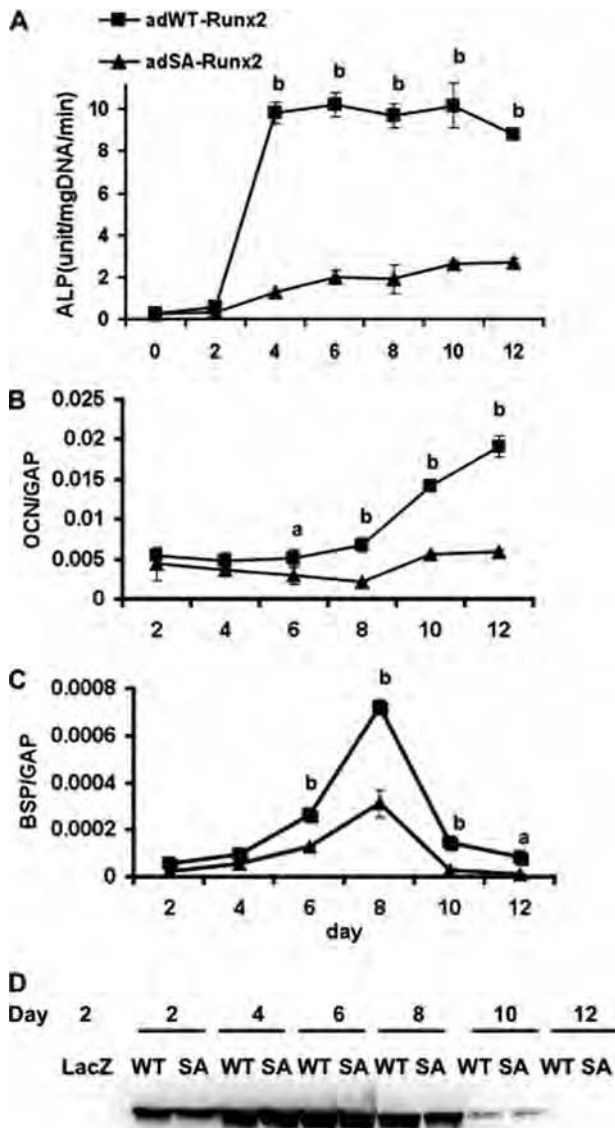 A
adWT-Runx2
adSA-Runx2
ALP(unit/mgDNA/min)
10
8
6
4
2
0
b b b b b
0 2 4 6 8 10 12
B
OCN/GAP
0.025
0.02
0.015
0.01
0.005
0
a b b b
2 4 6 8 10 12
C
BSP/GAP
0.0008
0.0006
0.0004
0.0002
0
b b b a
2 4 6 8 10 12
day
D
Day 2 2 4 6 8 10 12
LacZ WT SA WT SA WT SA WT SA WT SA WT SA